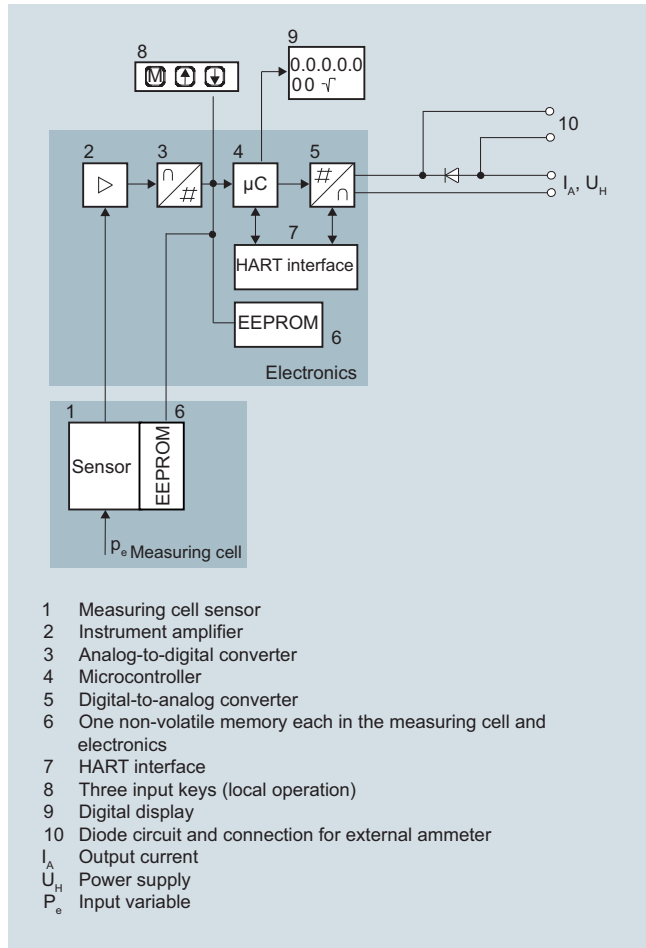 8
9
M
0.0.0.0.0
00 √
10
2
3
4
5
∩
#
µC
#
∩
I_A, U_H
7
HART interface
EEPROM
6
Electronics
1
6
Sensor
EEPROM
p_e Measuring cell
1 Measuring cell sensor
2 Instrument amplifier
3 Analog-to-digital converter
4 Microcontroller
5 Digital-to-analog converter
6 One non-volatile memory each in the measuring cell and
electronics
7 HART interface
8 Three input keys (local operation)
9 Digital display
10 Diode circuit and connection for external ammeter
I_A Output current
U_H Power supply
P_e Input variable